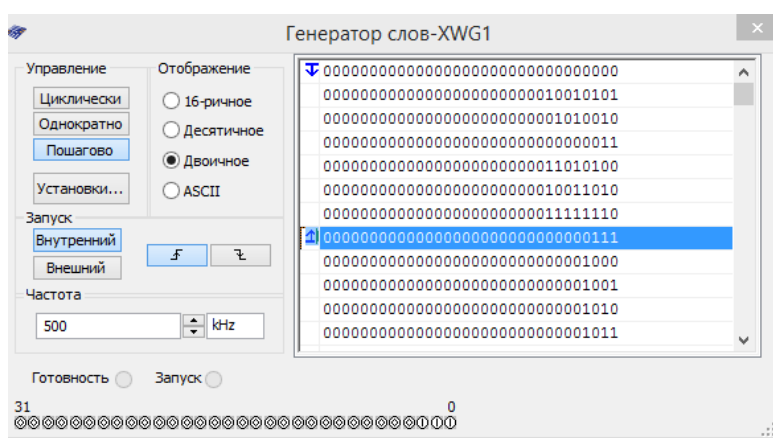 Генератор слов-XWG1
Управление
Циклически
Однократно
Пошагово
Установки...
Отображение
16-ричное
Десятичное
Двоичное
ASCII
Запуск
Внутренний
Внешний
Частота
500 kHz
00000000000000000000000000000000
00000000000000000000000010010101
00000000000000000000000001010010
00000000000000000000000000000011
00000000000000000000000011010100
00000000000000000000000010011010
00000000000000000000000011111110
00000000000000000000000000000111
00000000000000000000000000001000
00000000000000000000000000001001
00000000000000000000000000001010
00000000000000000000000000001011
Готовность Запуск
31 0